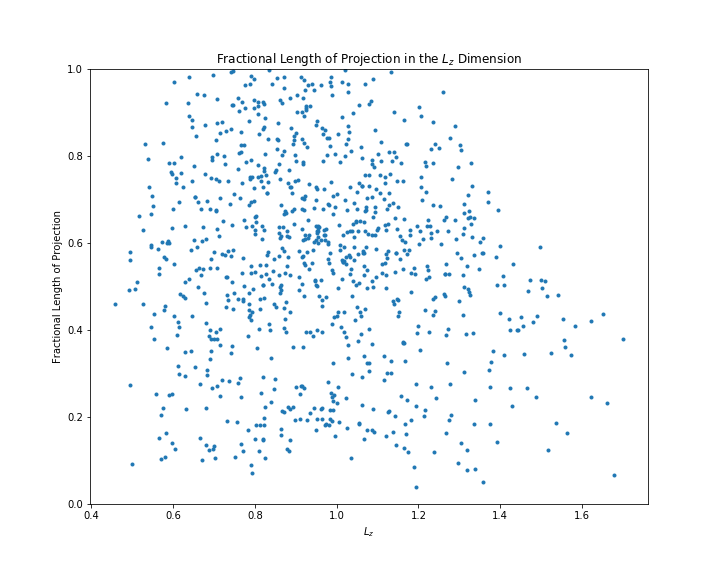 Fractional Length of Projection in the L_z Dimension
Fractional Length of Projection
1.0
0.8
0.6
0.4
0.2
0.0
0.4 0.6 0.8 1.0 1.2 1.4 1.6
L_z